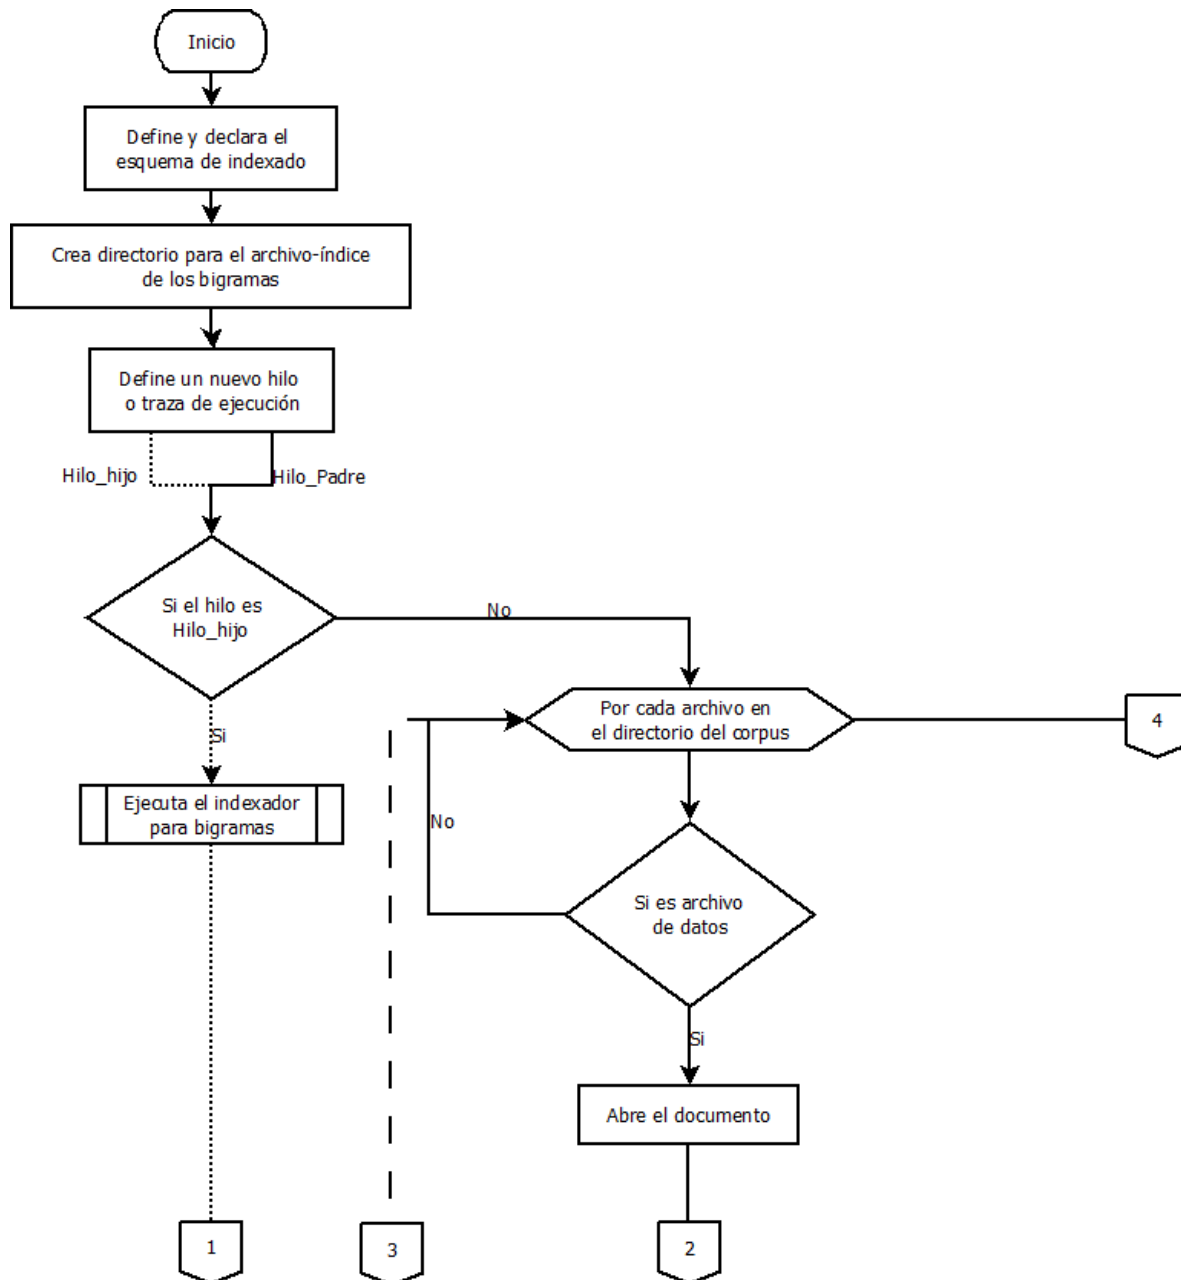 Inicio
Define y declara el
esquema de indexado
Crea directorio para el archivo-índice
de los bigramas
Define un nuevo hilo
o traza de ejecución
Hilo_hijo
Hilo_Padre
Si el hilo es
Hilo_hijo
No
Si
Por cada archivo en
el directorio del corpus
4
Ejecuta el indexador
para bigramas
No
Si es archivo
de datos
Si
Abre el documento
1
3
2